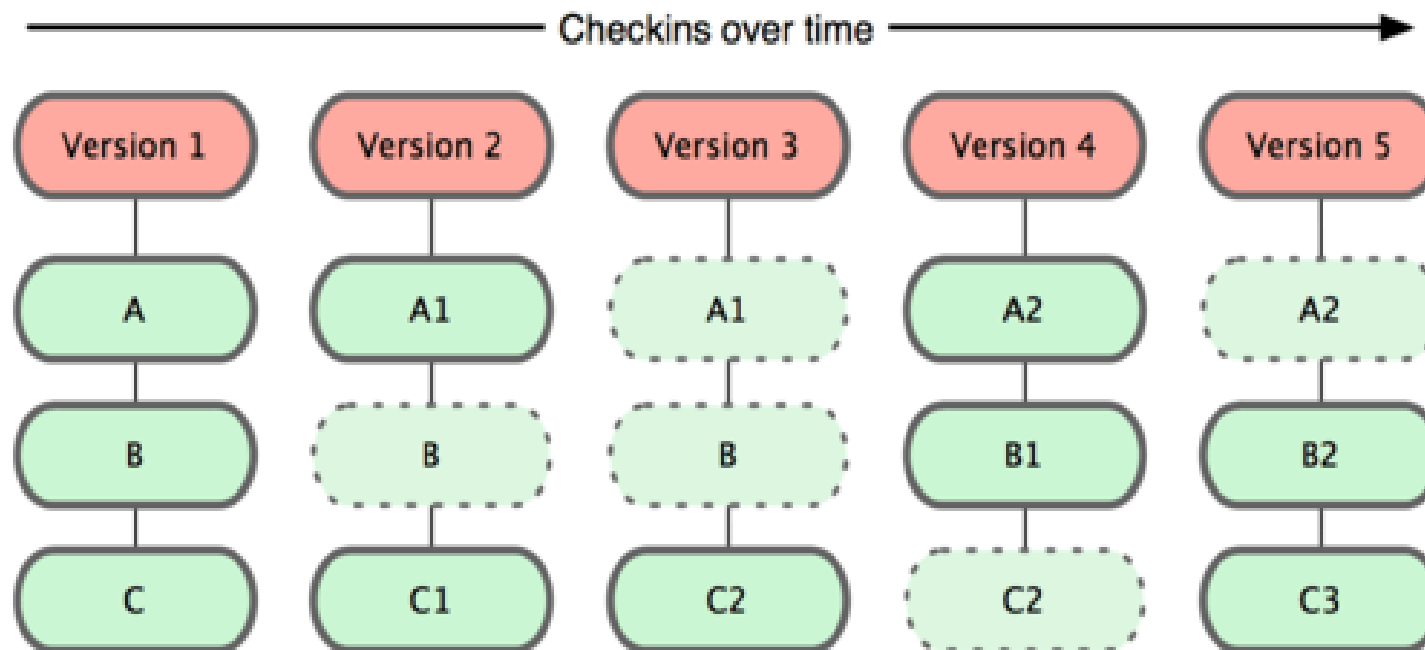 Checkins over time
Version 1 Version 2 Version 3 Version 4 Version 5
A A1 A1 A2 A2
B B B B1 B2
C C1 C2 C2 C3